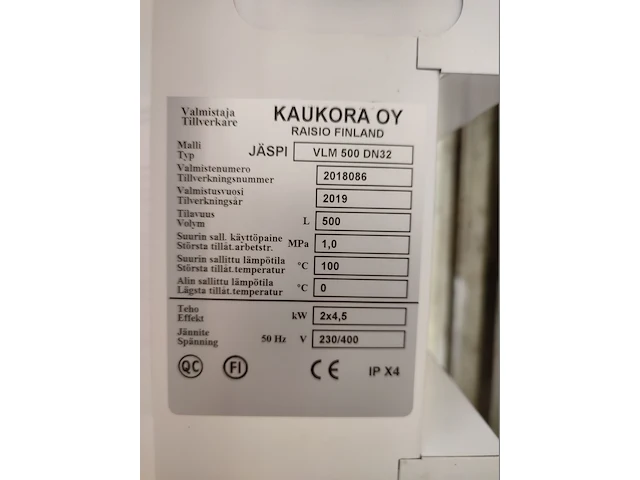 Valmistaja
Tillverkare
KAUKORA OY
RAISIO FINLAND
Malli
Typ
JÄSPI
VLM 500 DN32
Valmistenumero
Tillverkningsnummer
2018086
Valmistusvuosi
Tilverkningsår
2019
Tilavuus
Volym
L
500
Suurin sall. käyttöpaine
Största tillåt.arbetstr.
MPa
1,0
Suurin sallittu lämpötila
Största tillåt.temperatur
°C
100
Alin sallittu lämpötila
Lägsta tillåt.temperatur
°C
0
Teho
Effekt
kW
2x4,5
Jännite
Spänning
50 Hz
V
230/400
QC
FI
CE
IP X4